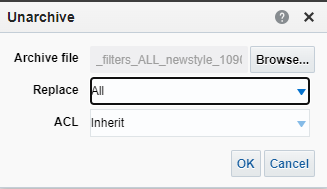 Unarchive
Archive file _filters_ALL_newstyle_109 Browse...
Replace All
ACL Inherit
OK Cancel